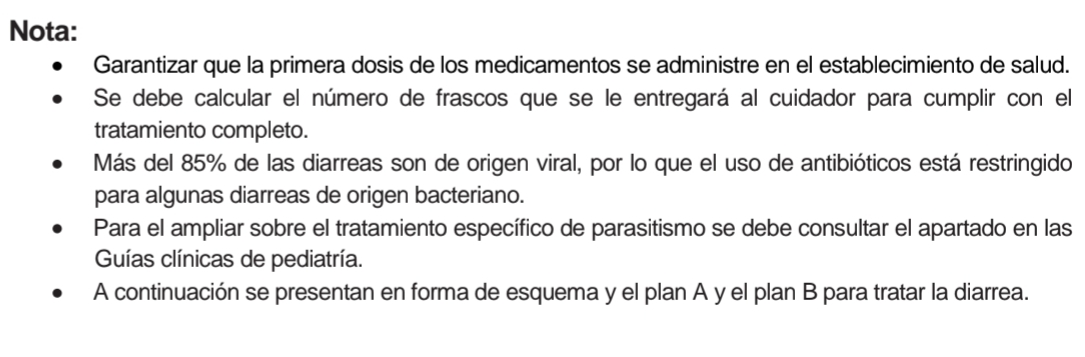 Nota:
• Garantizar que la primera dosis de los medicamentos se administre en el establecimiento de salud.
• Se debe calcular el número de frascos que se le entregará al cuidador para cumplir con el
tratamiento completo.
• Más del 85% de las diarreas son de origen viral, por lo que el uso de antibióticos está restringido
para algunas diarreas de origen bacteriano.
• Para el ampliar sobre el tratamiento específico de parasitismo se debe consultar el apartado en las
Guías clínicas de pediatría.
• A continuación se presentan en forma de esquema y el plan A y el plan B para tratar la diarrea.